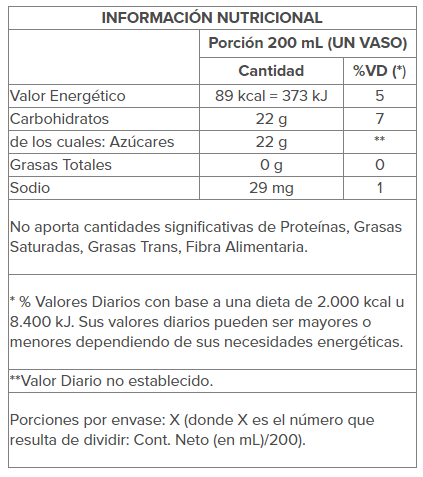 INFORMACIÓN NUTRICIONAL
Porción 200 mL (UN VASO)
Cantidad %VD (*)
Valor Energético 89 kcal = 373 kJ 5
Carbohidratos 22 g 7
de los cuales: Azúcares 22 g **
Grasas Totales 0 g 0
Sodio 29 mg 1
No aporta cantidades significativas de Proteínas, Grasas
Saturadas, Grasas Trans, Fibra Alimentaria.
* % Valores Diarios con base a una dieta de 2.000 kcal u
8.400 kJ. Sus valores diarios pueden ser mayores o
menores dependiendo de sus necesidades energéticas.
**Valor Diario no establecido.
Porciones por envase: X (donde X es el número que
resulta de dividir: Cont. Neto (en mL)/200).